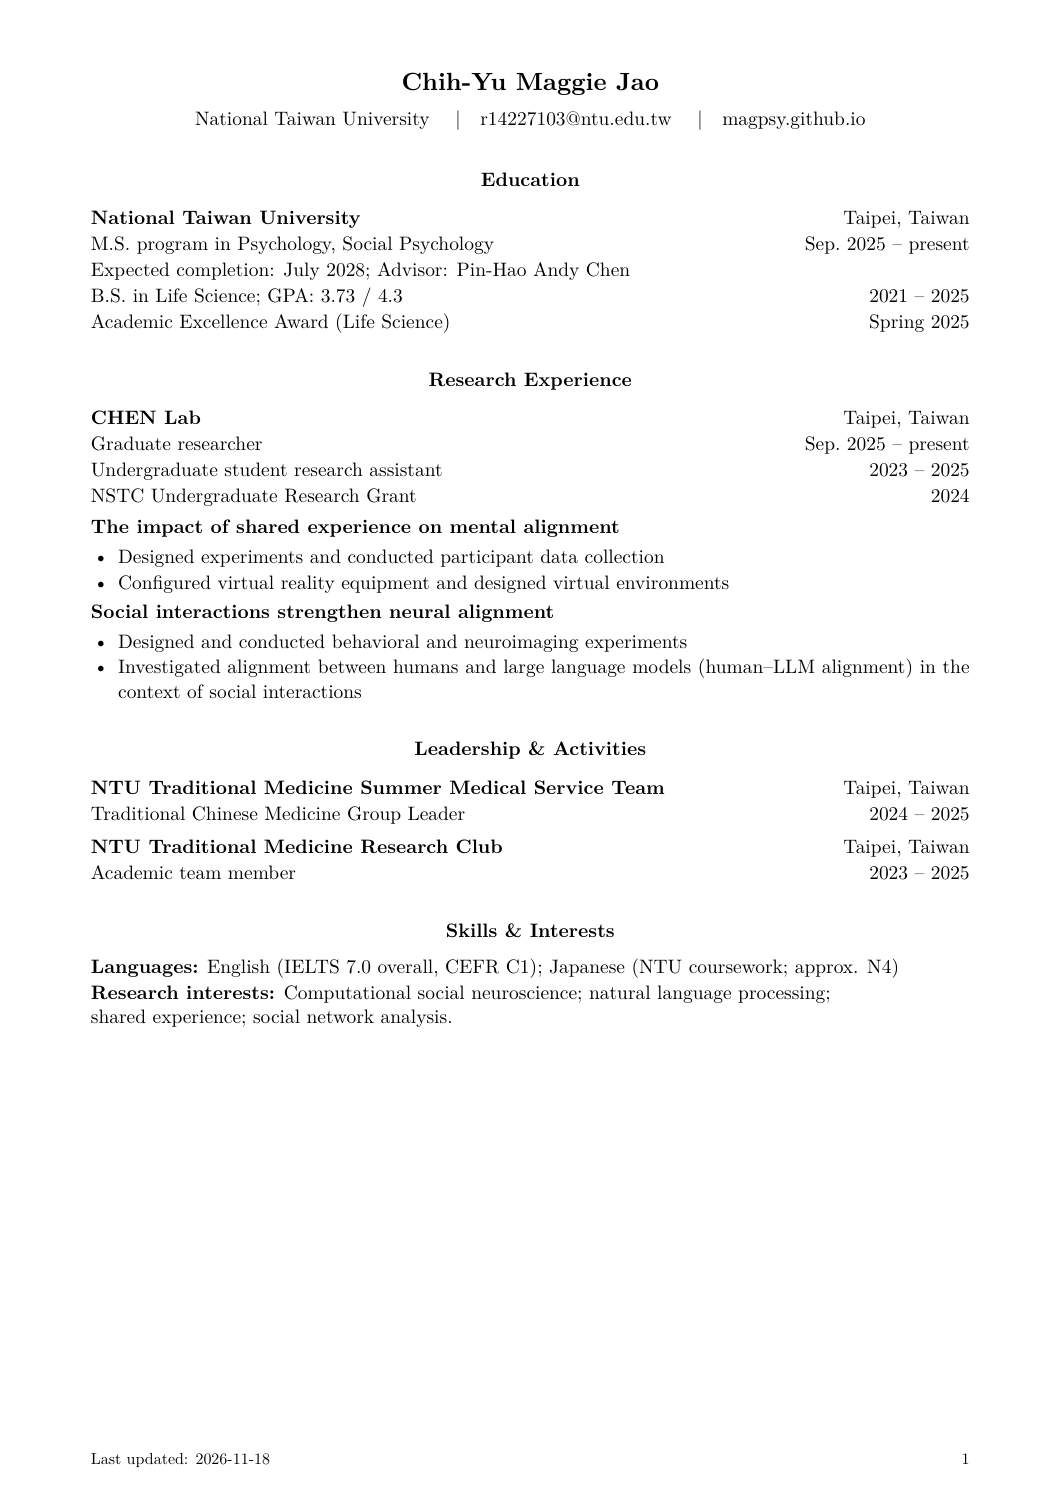 Chih-Yu Maggie Jao
National Taiwan University | r14227103@ntu.edu.tw | magpsy.github.io
Education
National Taiwan University Taipei, Taiwan
M.S. program in Psychology, Social Psychology Sep. 2025 – present
Expected completion: July 2028; Advisor: Pin-Hao Andy Chen
B.S. in Life Science; GPA: 3.73 / 4.3 2021 – 2025
Academic Excellence Award (Life Science) Spring 2025
Research Experience
CHEN Lab Taipei, Taiwan
Graduate researcher Sep. 2025 – present
Undergraduate student research assistant 2023 – 2025
NSTC Undergraduate Research Grant 2024
The impact of shared experience on mental alignment
• Designed experiments and conducted participant data collection
• Configured virtual reality equipment and designed virtual environments
Social interactions strengthen neural alignment
• Designed and conducted behavioral and neuroimaging experiments
• Investigated alignment between humans and large language models (human–LLM alignment) in the
context of social interactions
Leadership & Activities
NTU Traditional Medicine Summer Medical Service Team Taipei, Taiwan
Traditional Chinese Medicine Group Leader 2024 – 2025
NTU Traditional Medicine Research Club Taipei, Taiwan
Academic team member 2023 – 2025
Skills & Interests
Languages: English (IELTS 7.0 overall, CEFR C1); Japanese (NTU coursework; approx. N4)
Research interests: Computational social neuroscience; natural language processing;
shared experience; social network analysis.
Last updated: 2026-11-18 1